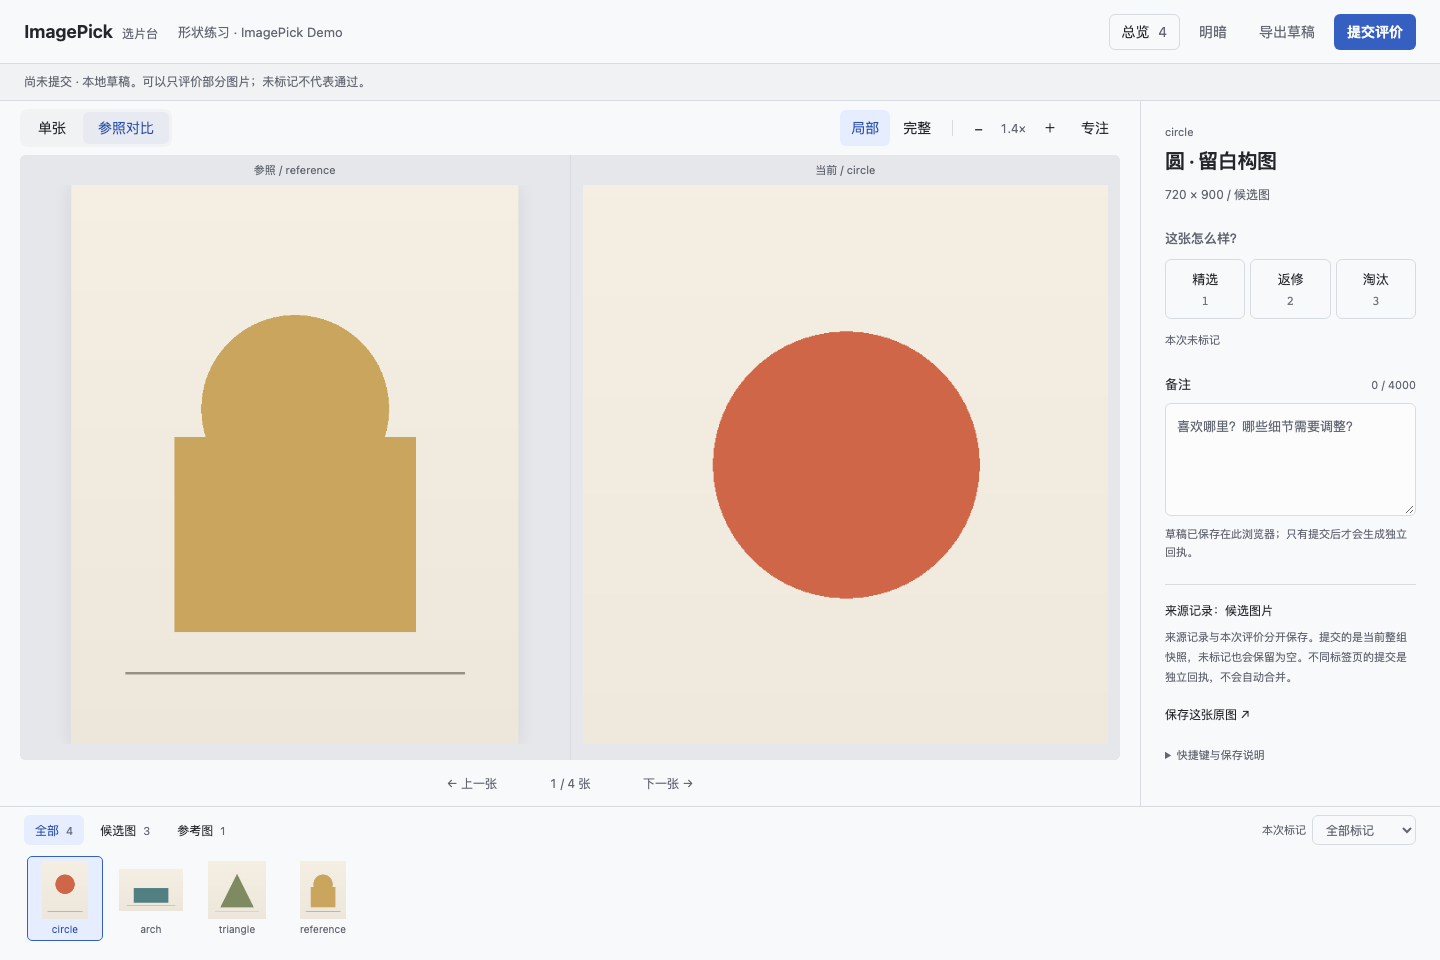 ImagePick 选片台 形状练习 · ImagePick Demo
总览 4 明暗 导出草稿 提交评价
尚未提交 · 本地草稿。可以只评价部分图片；未标记不代表通过。
单张 参照对比 局部 完整 − 1.4× + 专注
参照 / reference
当前 / circle
← 上一张 1 / 4 张 下一张 →
circle
圆 · 留白构图
720 × 900 / 候选图
这张怎么样？
精选 返修 淘汰
1 2 3
本次未标记
备注 0 / 4000
喜欢哪里？哪些细节需要调整？
草稿已保存在此浏览器；只有提交后才会生成独立
回执。
来源记录：候选图片
来源记录与本次评价分开保存。提交的是当前整组
快照，未标记也会保留为空。不同标签页的提交是
独立回执，不会自动合并。
保存这张原图 ↗
▶ 快捷键与保存说明
全部 4 候选图 3 参考图 1 本次标记 全部标记
circle arch triangle reference